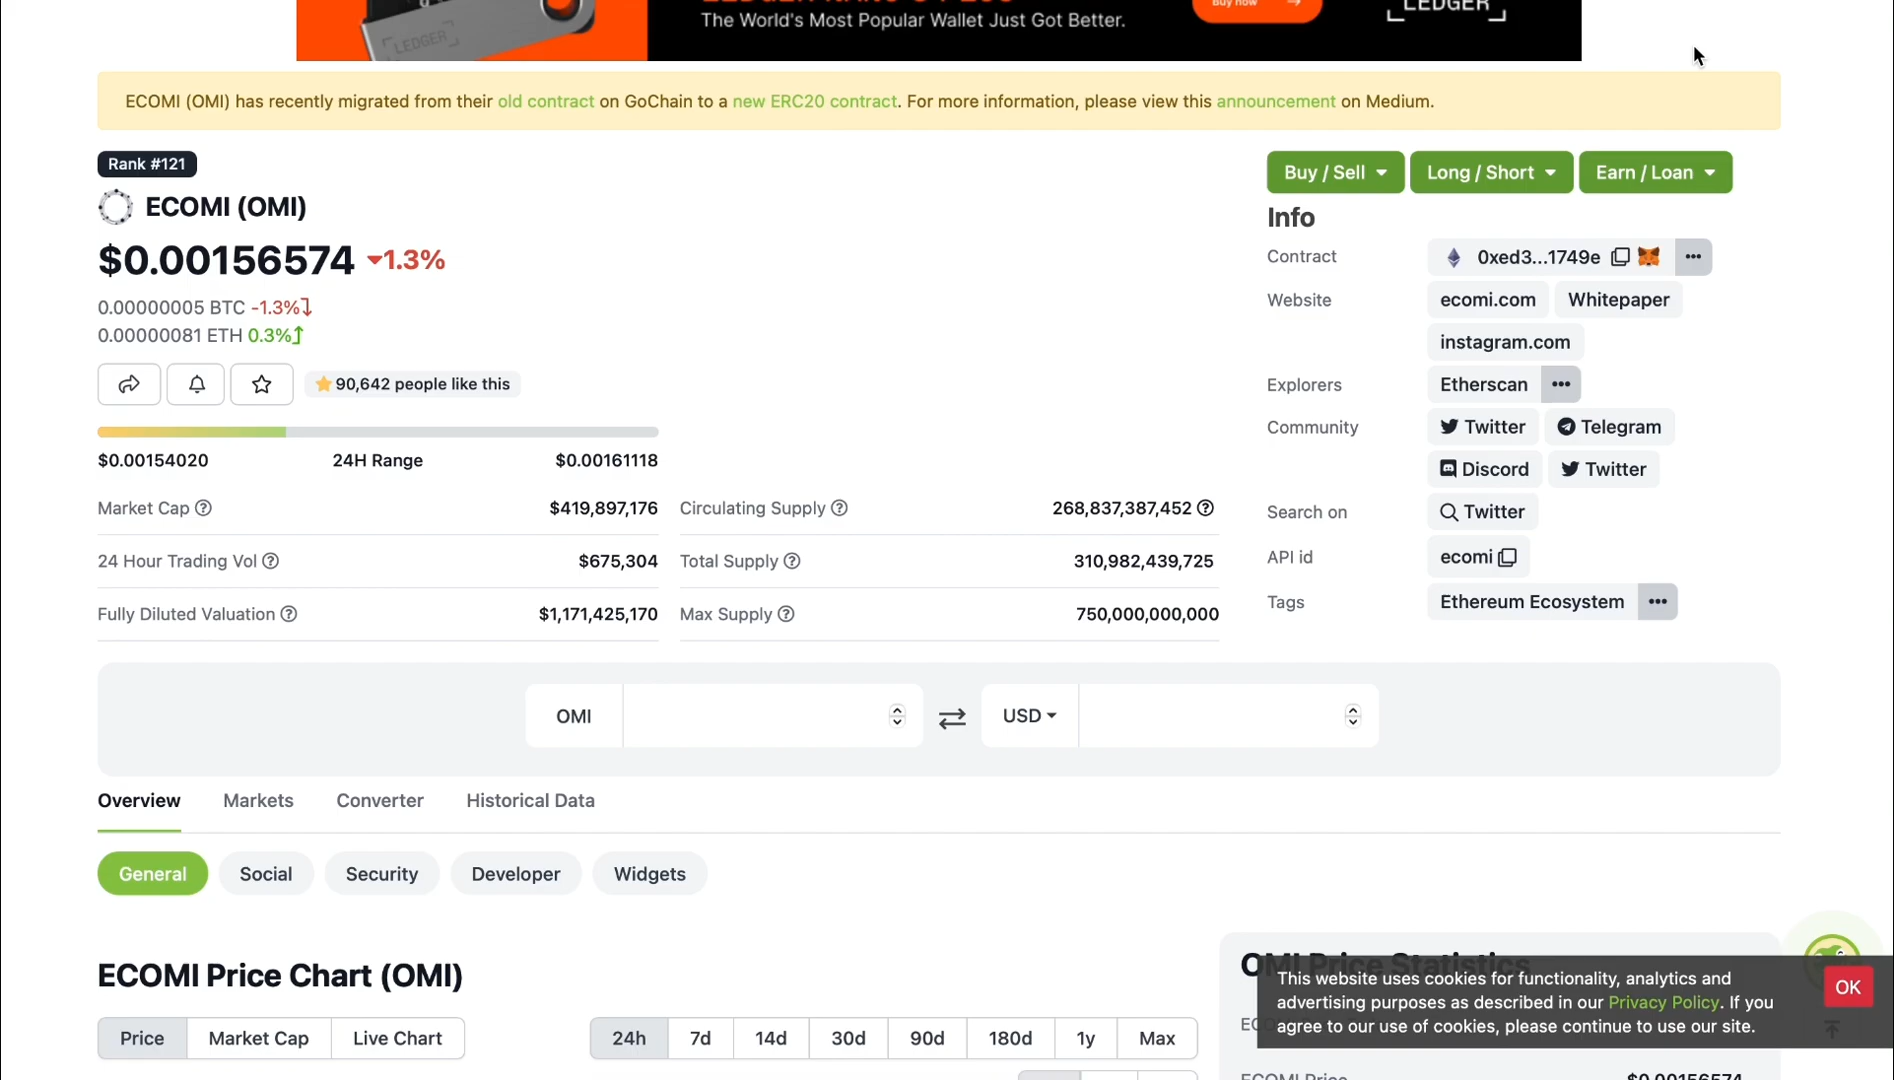 The World's Most Popular Wallet Just Got Better.
Buy now
LEDGER
LEDGER
ECOMI (OMI) has recently migrated from their old contract on GoChain to a new ERC20 contract. For more information, please view this announcement on Medium.
Rank #121
ECOMI (OMI)
$0.00156574 1.3%
0.00000005 BTC -1.3%
0.00000081 ETH 0.3%
90,642 people like this
$0.00154020 24H Range $0.00161118
Market Cap $419,897,176
24 Hour Trading Vol $675,304
Fully Diluted Valuation $1,171,425,170
Circulating Supply 268,837,387,452
Total Supply 310,982,439,725
Max Supply 750,000,000,000
Buy / Sell Long / Short Earn / Loan
Info
Contract 0xed3...1749e
Website ecomi.com Whitepaper
instagram.com
Explorers Etherscan
Community Twitter Telegram
Discord Twitter
Search on Twitter
API id ecomi
Tags Ethereum Ecosystem
OMI USD
Overview Markets Converter Historical Data
General Social Security Developer Widgets
ECOMI Price Chart (OMI)
Price Market Cap Live Chart
24h 7d 14d 30d 90d 180d 1y Max
OMI Price Statistics
This website uses cookies for functionality, analytics and
advertising purposes as described in our Privacy Policy. If you
agree to our use of cookies, please continue to use our site.
OK
ECOMI Price $0.00156574